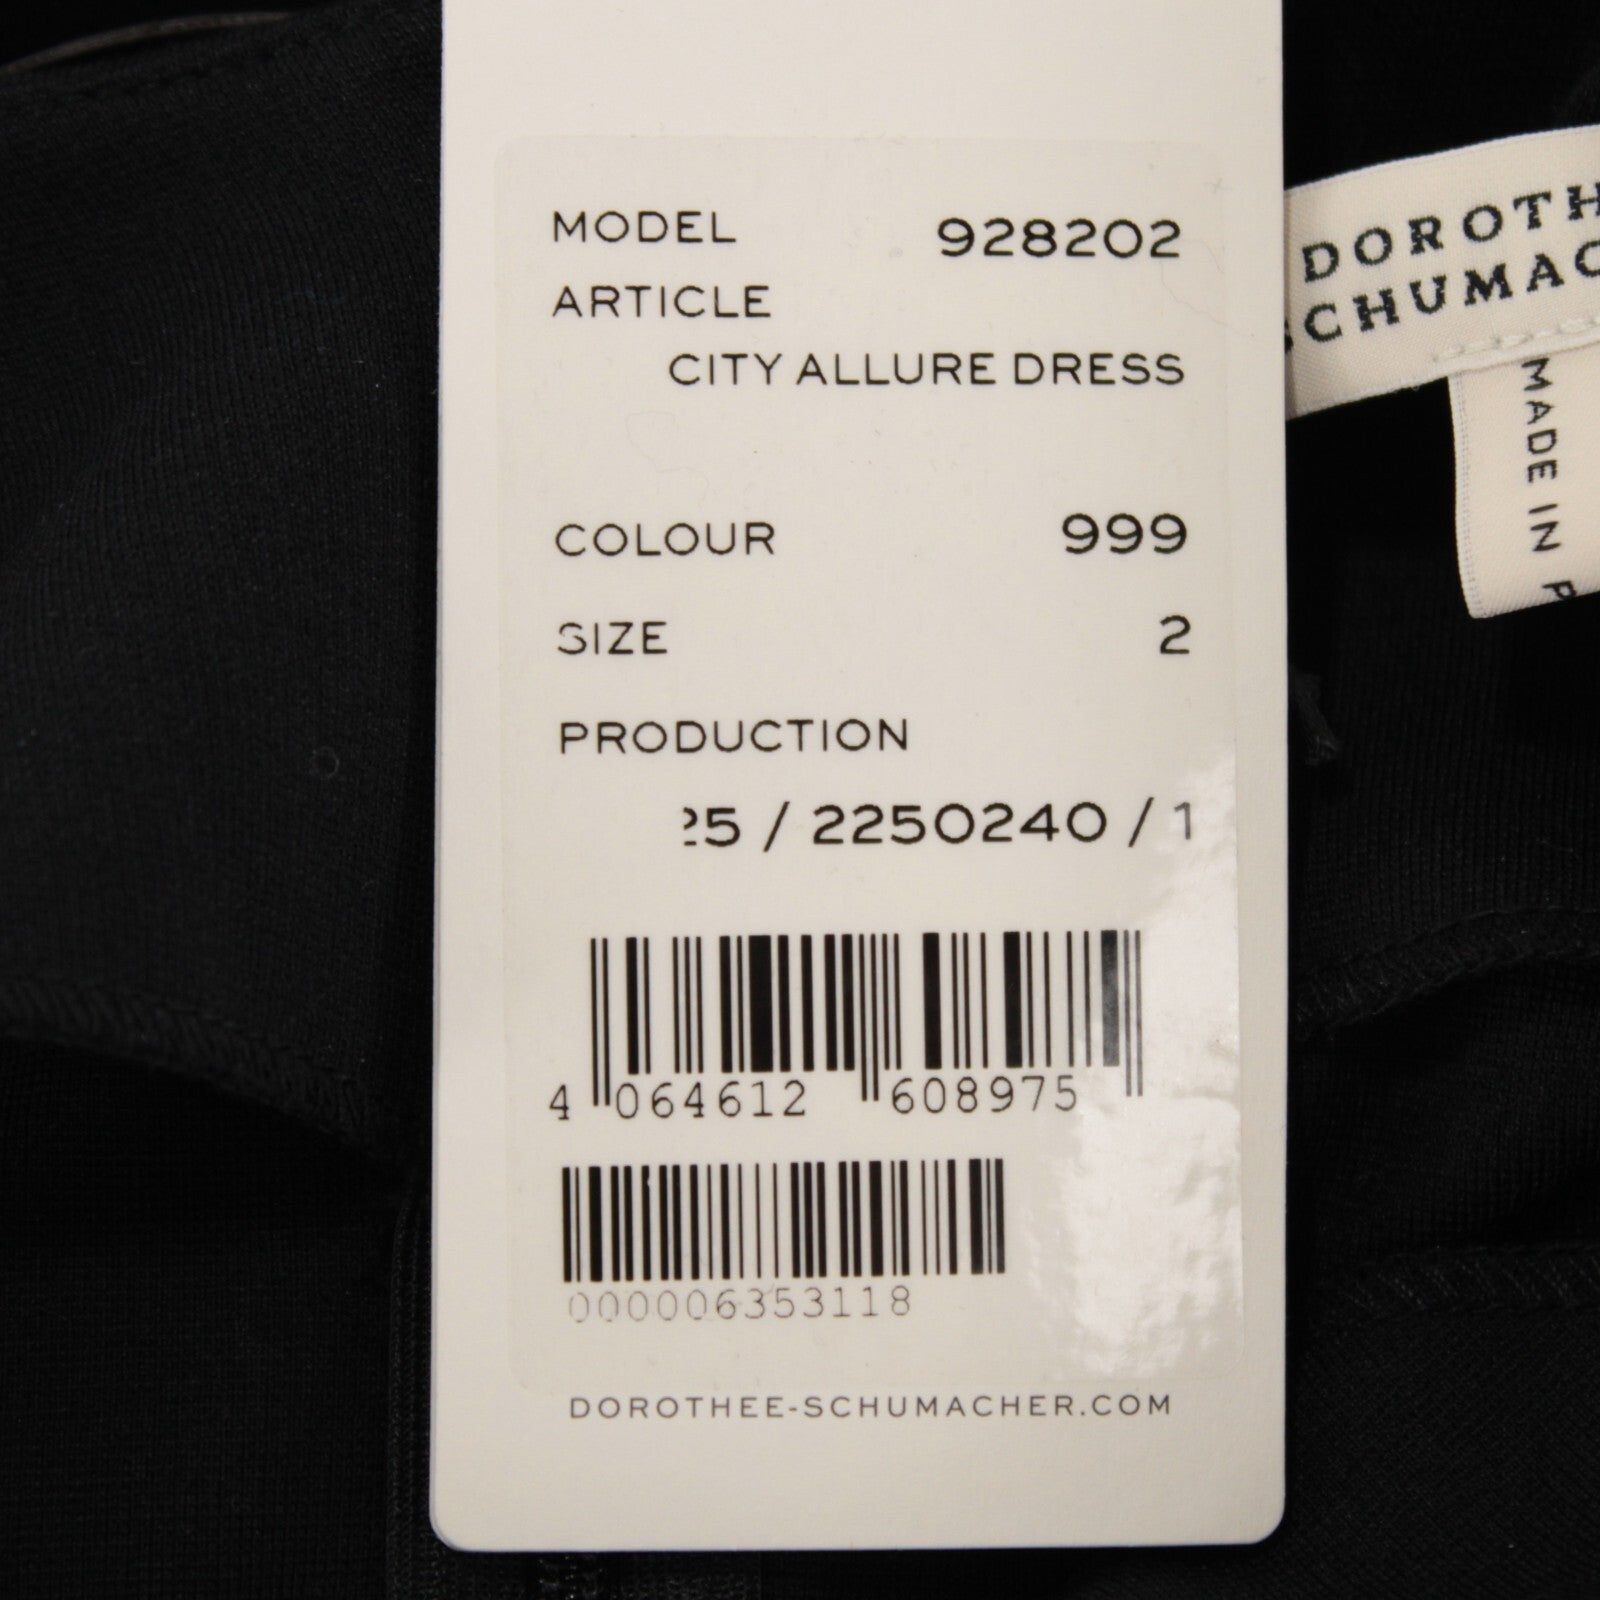 MODEL 928202
ARTICLE
CITY ALLURE DRESS
COLOUR 999
SIZE 2
PRODUCTION
25 / 2250240 / 1
4 064612 608975
000006353118
DOROTHEE-SCHUMACHER.COM
DOROTH
SCHUMAC
MADE IN P